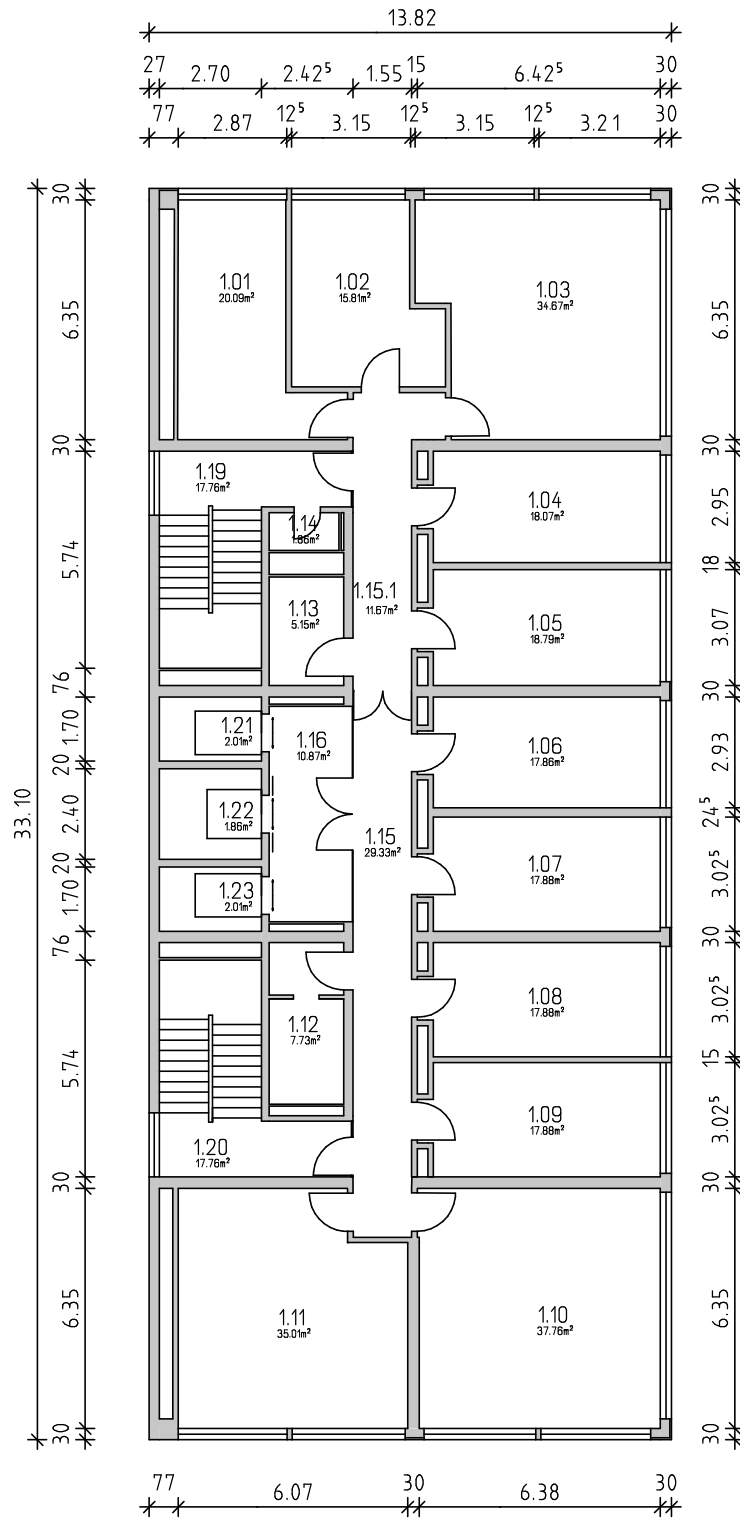 13.82
27 2.70 2.42⁵ 1.55 15 6.42⁵ 30
77 2.87 12⁵ 3.15 12⁵ 3.15 12⁵ 3.21 30
33.10
30
6.35
30
5.74
76
1.70
20
2.40
20
1.70
76
5.74
30
6.35
30
1.01
20.09m²
1.02
15.81m²
1.03
34.67m²
1.19
17.76m²
1.04
18.07m²
1.14
1.86m²
1.13
5.15m²
1.15.1
11.67m²
1.05
18.79m²
1.21
2.01m²
1.16
10.87m²
1.06
17.86m²
1.22
1.86m²
1.15
29.33m²
1.07
17.88m²
1.23
2.01m²
1.12
7.73m²
1.08
17.88m²
1.20
17.76m²
1.09
17.88m²
1.11
35.01m²
1.10
37.76m²
30
6.35
30
2.95
18
3.07
30
2.93
24⁵
3.02⁵
30
3.02⁵
15
3.02⁵
30
6.35
30
77 6.07 30 6.38 30